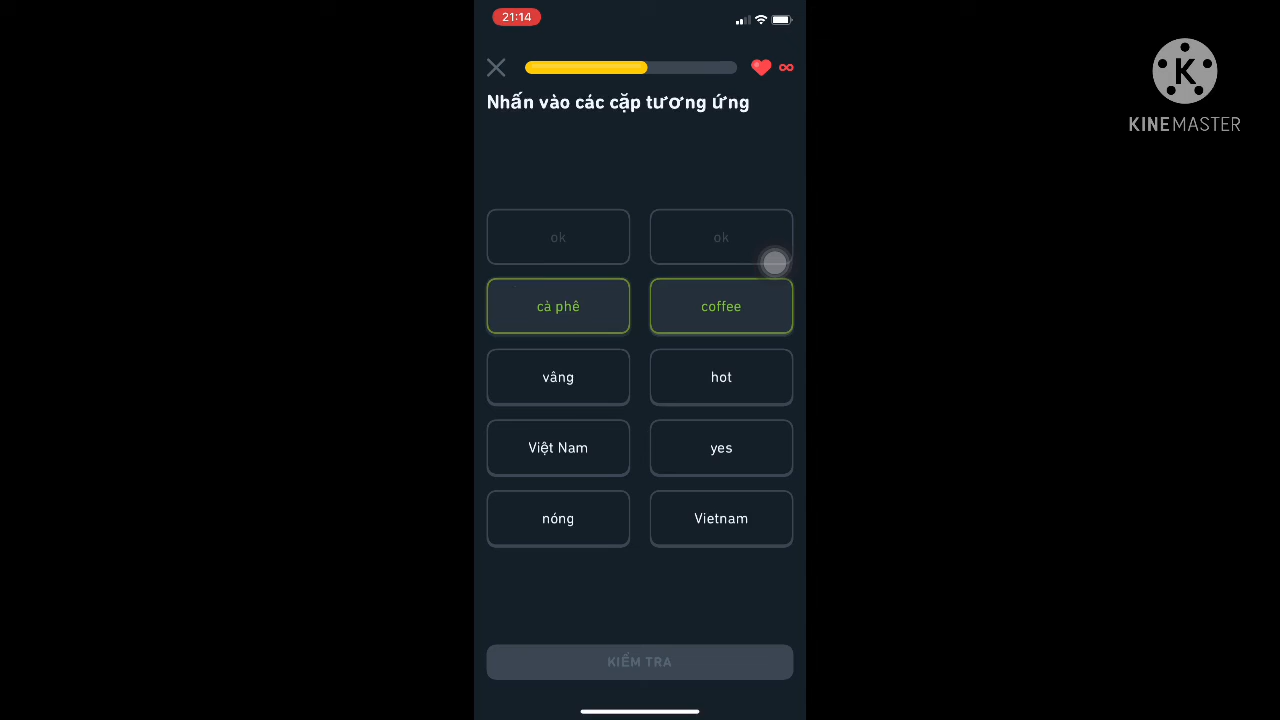 21:14
Nhấn vào các cặp tương ứng
ok ok
cà phê coffee
vâng hot
Việt Nam yes
nóng Vietnam
KIỂM TRA
K
KINEMASTER